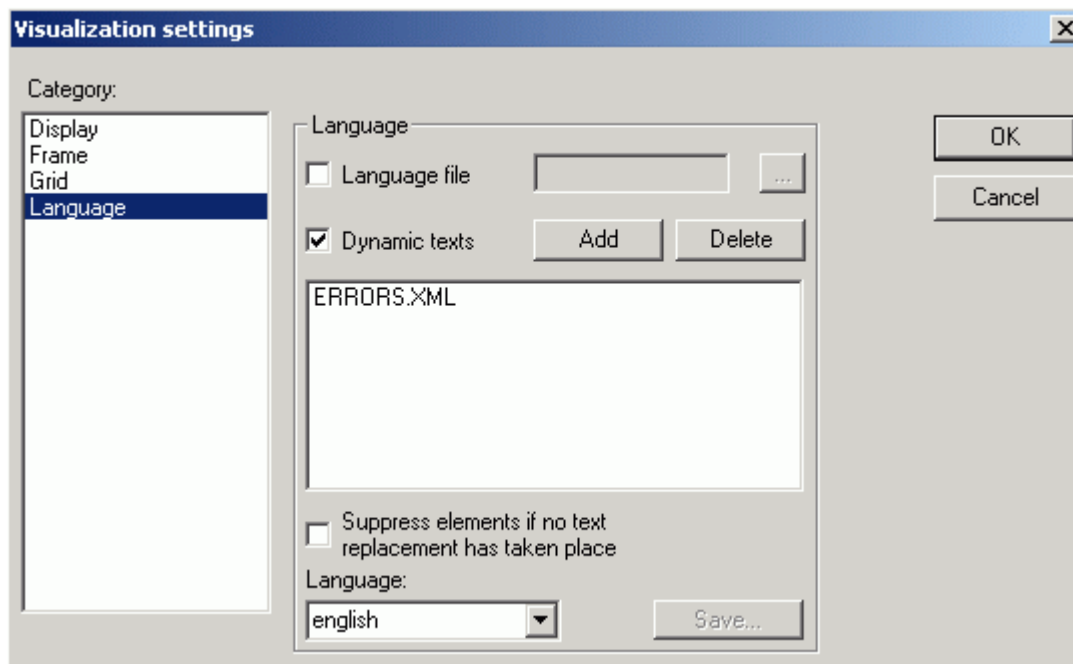 Visualization settings
Category:
Display
Frame
Grid
Language
Language
Language file
...
Dynamic texts
Add
Delete
ERRORS.XML
Suppress elements if no text
replacement has taken place
Language:
english
Save...
OK
Cancel